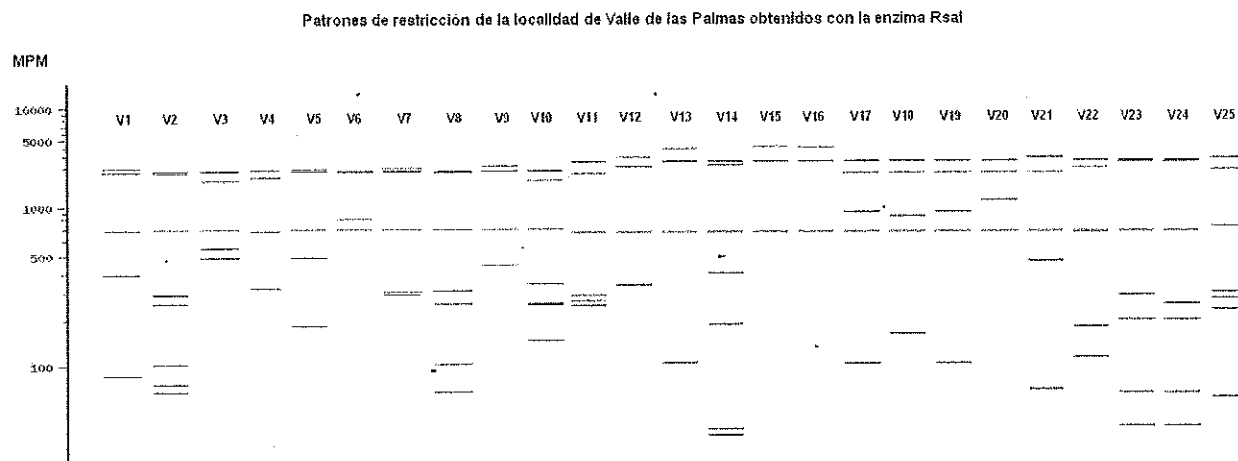 Patrones de restricción de la localidad de Valle de las Palmas obtenidos con la enzima RsaI
MPM
V1 V2 V3 V4 V5 V6 V7 V8 V9 V10 V11 V12 V13 V14 V15 V16 V17 V18 V19 V20 V21 V22 V23 V24 V25
10000
5000
1000
500
100